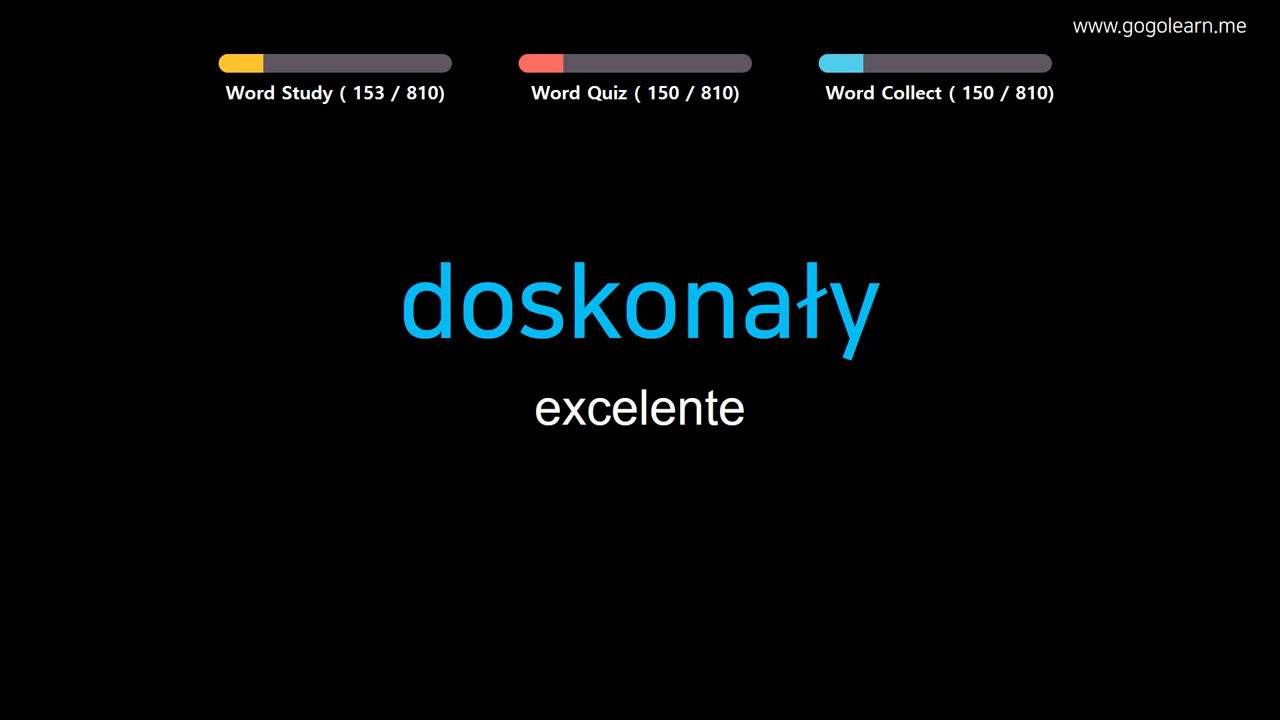 www.gogolearn.me
Word Study ( 153 / 810)
Word Quiz ( 150 / 810)
Word Collect ( 150 / 810)
doskonały
excelente